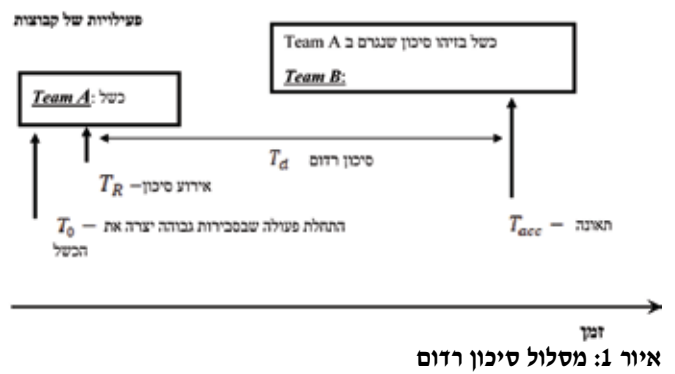 פעילויות של קבוצות
כשל בזיהו סיכון שנגרם ב Team A
Team B:
Team A: כשל
T_d סיכון רדום
T_R – אירוע סיכון
T_0 – התחלת פעולה שבסבירות גבוהה יצרה את
הכשל
T_acc – תאונה
זמן
איור 1: מסלול סיכון רדום